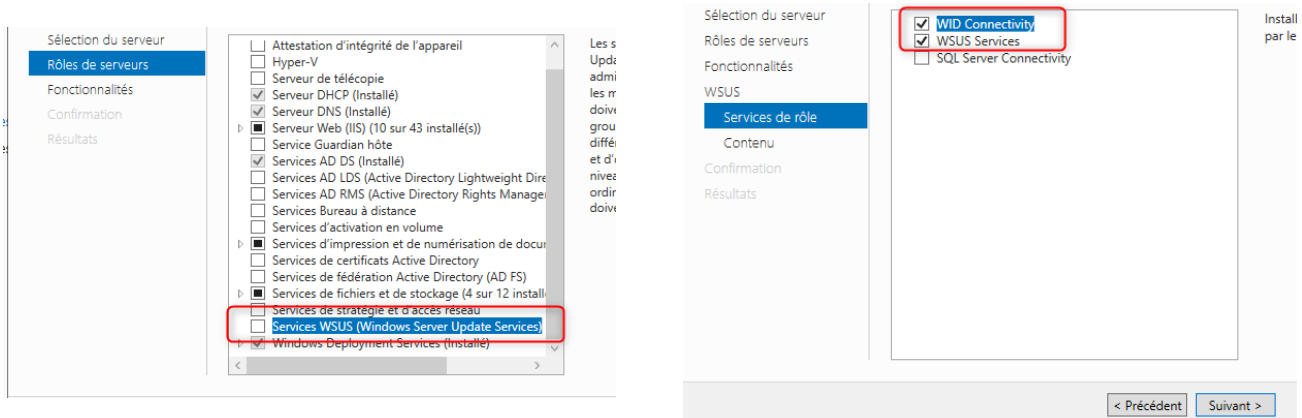 Sélection du serveur
Rôles de serveurs
Fonctionnalités
Confirmation
Résultats
Attestation d'intégrité de l'appareil
Hyper-V
Serveur de télécopie
Serveur DHCP (Installé)
Serveur DNS (Installé)
Serveur Web (IIS) (10 sur 43 installé(s))
Service Guardian hôte
Services AD DS (Installé)
Services AD LDS (Active Directory Lightweight Dire
Services AD RMS (Active Directory Rights Manage
Services Bureau à distance
Services d'activation en volume
Services d'impression et de numérisation de docu
Services de certificats Active Directory
Services de fédération Active Directory (AD FS)
Services de fichiers et de stockage (4 sur 12 install
Services de stratégie et d'accès réseau
Services WSUS (Windows Server Update Services)
Windows Deployment Services (Installé)
Les s
Upda
admi
les m
doive
grou
diffé
et d'
nivea
ordir
doive
Sélection du serveur
Rôles de serveurs
Fonctionnalités
WSUS
Services de rôle
Contenu
Confirmation
Résultats
WID Connectivity
WSUS Services
SQL Server Connectivity
Install
par le
< Précédent
Suivant >